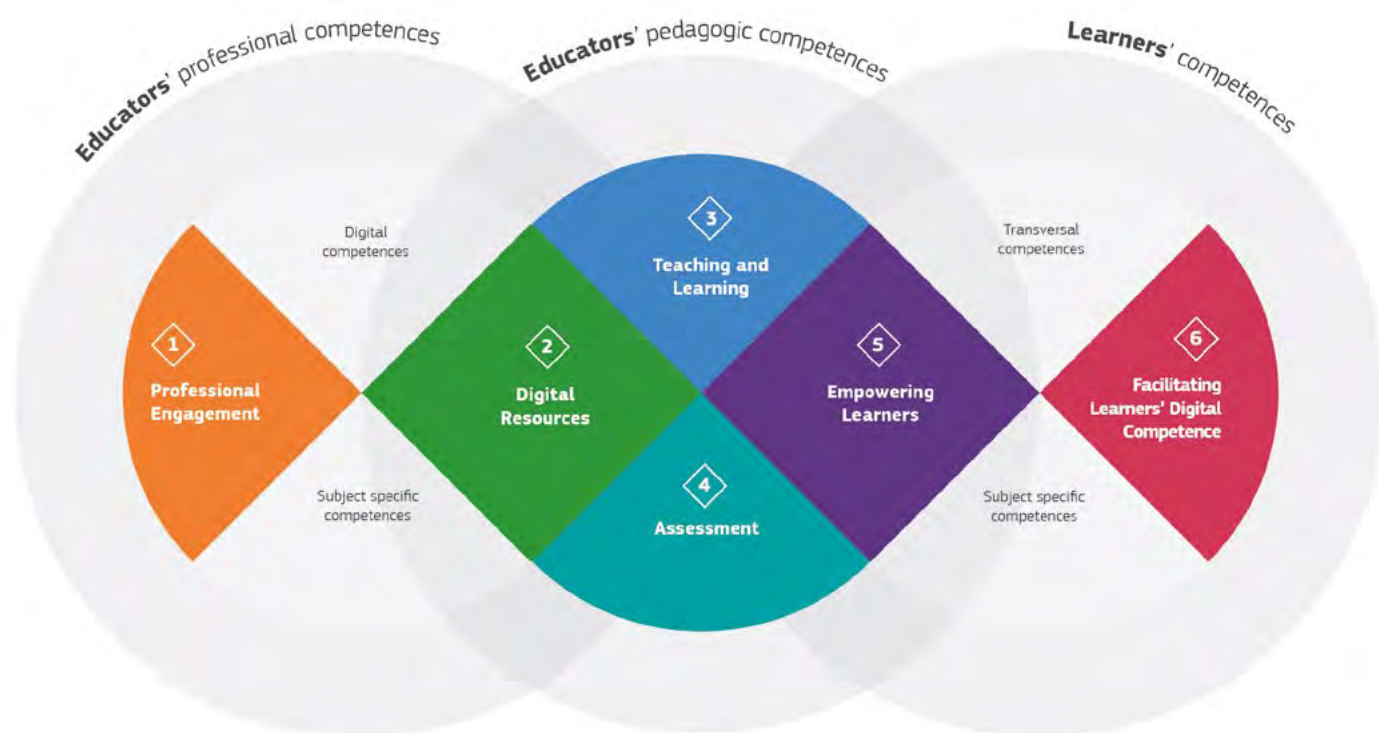 Educators' professional competences
Educators' pedagogic competences
Learners' competences
Digital
competences
Transversal
competences
1
Professional
Engagement
2
Digital
Resources
3
Teaching and
Learning
4
Assessment
5
Empowering
Learners
6
Facilitating
Learners' Digital
Competence
Subject specific
competences
Subject specific
competences